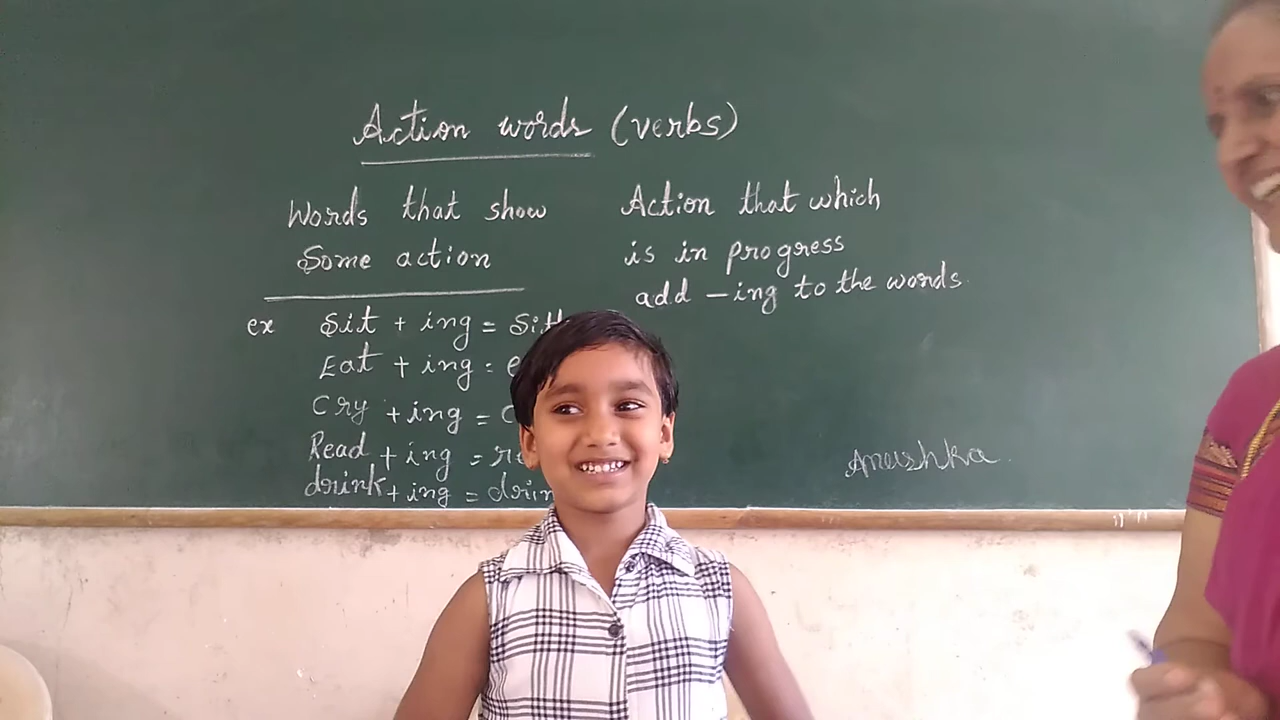 Action words (verbs)
Words that show
Some action
ex Sit + ing = Sitt
Eat + ing = e
Cry + ing = c
Read + ing = re
drink + ing = drin
Action that which
is in progress
add -ing to the words.
Anushka.